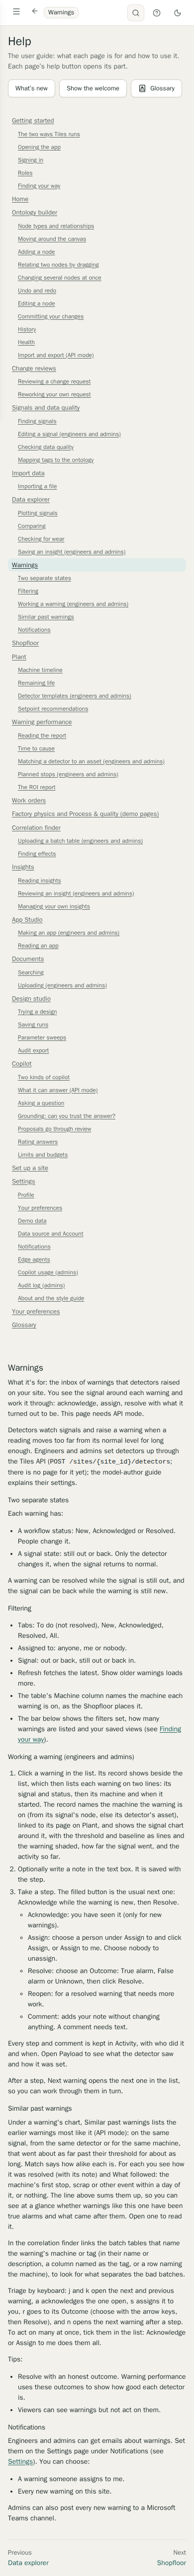 Warnings
Help
The user guide: what each page is for and how to use it.
Each page's help button opens its part.
What's new
Show the welcome
Glossary
Getting started
The two ways Tiles runs
Opening the app
Signing in
Roles
Finding your way
Home
Ontology builder
Node types and relationships
Moving around the canvas
Adding a node
Relating two nodes by dragging
Changing several nodes at once
Undo and redo
Editing a node
Committing your changes
History
Health
Import and export (API mode)
Change reviews
Reviewing a change request
Reworking your own request
Signals and data quality
Finding signals
Editing a signal (engineers and admins)
Checking data quality
Mapping tags to the ontology
Import data
Importing a file
Data explorer
Plotting signals
Comparing
Checking for wear
Saving an insight (engineers and admins)
Warnings
Two separate states
Filtering
Working a warning (engineers and admins)
Similar past warnings
Notifications
Shopfloor
Plant
Machine timeline
Remaining life
Detector templates (engineers and admins)
Setpoint recommendations
Warning performance
Reading the report
Time to cause
Matching a detector to an asset (engineers and admins)
Planned stops (engineers and admins)
The ROI report
Work orders
Factory physics and Process & quality (demo pages)
Correlation finder
Uploading a batch table (engineers and admins)
Finding effects
Insights
Reading insights
Reviewing an insight (engineers and admins)
Managing your own insights
App Studio
Making an app (engineers and admins)
Reading an app
Documents
Searching
Uploading (engineers and admins)
Design studio
Trying a design
Saving runs
Parameter sweeps
Audit export
Copilot
Two kinds of copilot
What it can answer (API mode)
Asking a question
Grounding: can you trust the answer?
Proposals go through review
Rating answers
Limits and budgets
Set up a site
Settings
Profile
Your preferences
Demo data
Data source and Account
Notifications
Edge agents
Copilot usage (admins)
Audit log (admins)
About and the style guide
Your preferences
Glossary
Warnings
What it's for: the inbox of warnings that detectors raised
on your site. You see the signal around each warning and
work it through: acknowledge, assign, resolve with what it
turned out to be. This page needs API mode.
Detectors watch signals and raise a warning when a
reading moves far from its normal level for long
enough. Engineers and admins set detectors up through
the Tiles API (POST /sites/{site_id}/detectors;
there is no page for it yet); the model-author guide
explains their settings.
Two separate states
Each warning has:
• A workflow status: New, Acknowledged or Resolved.
People change it.
• A signal state: still out or back. Only the detector
changes it, when the signal returns to normal.
A warning can be resolved while the signal is still out, and
the signal can be back while the warning is still new.
Filtering
• Tabs: To do (not resolved), New, Acknowledged,
Resolved, All.
• Assigned to: anyone, me or nobody.
• Signal: out or back, still out or back in.
• Refresh fetches the latest. Show older warnings loads
more.
• The table's Machine column names the machine each
warning is on, as the Shopfloor places it.
• The bar below shows the filters set, how many
warnings are listed and your saved views (see Finding
your way).
Working a warning (engineers and admins)
1. Click a warning in the list. Its record shows beside the
list, which then lists each warning on two lines: its
signal and status, then its machine and when it
started. The record names the machine the warning is
on (from its signal's node, else its detector's asset),
linked to its page on Plant, and shows what changed:
the level before and after, and a chart of the signal
around it, with the threshold and baseline as lines and
the warning shaded, how far the signal went, and the
activity so far.
2. Optionally write a note in the text box. It is saved with
the step.
3. Take a step. The filled button is the usual next one:
Acknowledge while the warning is new, then Resolve.
◦ Acknowledge: you have seen it (only for new
warnings).
◦ Assign: choose a person under Assign to and click
Assign, or Assign to me. Choose nobody to
unassign.
◦ Resolve: choose an Outcome: True alarm, False
alarm or Unknown, then click Resolve.
◦ Reopen: for a resolved warning that needs more
work.
◦ Comment: adds your note without changing
anything. A comment needs text.
Every step and comment is kept in Activity, with who did it
and when. Open Payload to see what the detector saw
and how it was set.
After a step, Next warning opens the next one in the list,
so you can work through them in turn.
Similar past warnings
Under a warning's chart, Similar past warnings lists the
earlier warnings most like it (API mode): on the same
signal, from the same detector or for the same machine,
that went about as far past their threshold for about as
long. Match says how alike each is. For each you see how
it was resolved (with its note) and What followed: the
machine's first stop, scrap or other event within a day of
it, or nothing. The line above them sums up, so you can
see at a glance whether warnings like this one have been
true alarms and what came after them. Open one to read
it.
In the correlation finder links the batch tables that name
the warning's machine or tag (in their name or
description, a column named as the tag, or a row naming
the machine), to look for what separates the bad batches.
Triage by keyboard: j and k open the next and previous
warning, a acknowledges the one open, s assigns it to
you, r goes to its Outcome (choose with the arrow keys,
then Resolve), and n opens the next warning after a step.
To act on many at once, tick them in the list: Acknowledge
or Assign to me does them all.
Tips:
• Resolve with an honest outcome. Warning performance
uses these outcomes to show how good each detector
is.
• Viewers can see warnings but not act on them.
Notifications
Engineers and admins can get emails about warnings. Set
them on the Settings page under Notifications (see
Settings). You can choose:
• A warning someone assigns to me.
• Every new warning on this site.
Admins can also post every new warning to a Microsoft
Teams channel.
Previous
Next
Data explorer
Shopfloor